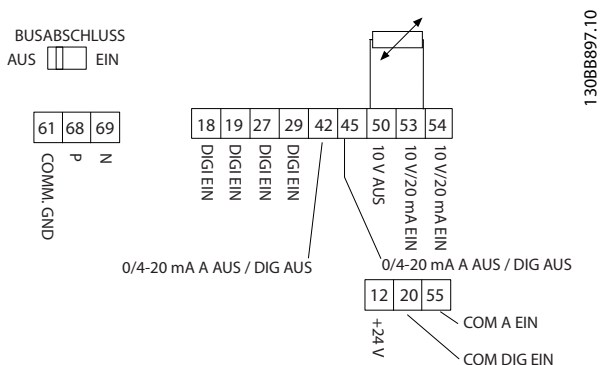 BUSABSCHLUSS
AUS EIN
130BB897.10
61 68 69
COMM. GND
P
N
18 19 27 29 42 45 50 53 54
DIGI EIN
DIGI EIN
DIGI EIN
DIGI EIN
10 V AUS
10 V/20 mA EIN
10 V/20 mA EIN
0/4-20 mA A AUS / DIG AUS
0/4-20 mA A AUS / DIG AUS
12 20 55
+24 V
COM A EIN
COM DIG EIN